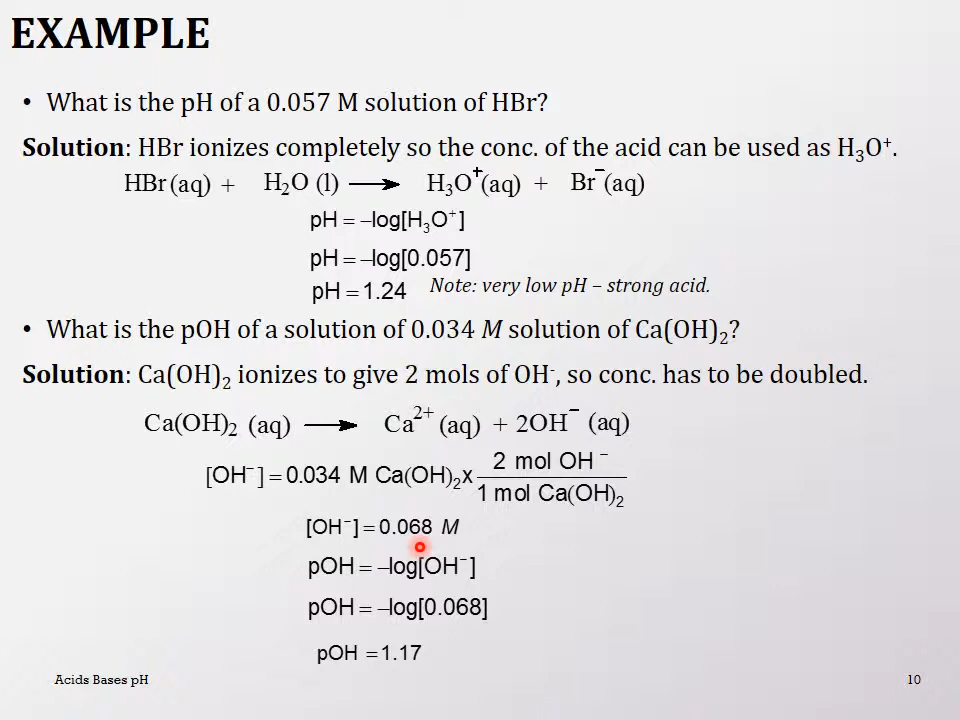 EXAMPLE
• What is the pH of a 0.057 M solution of HBr?
Solution: HBr ionizes completely so the conc. of the acid can be used as H₃O⁺.
HBr (aq) + H₂O (l) ⟶ H₃O⁺(aq) + Br⁻(aq)
pH = −log[H₃O⁺]
pH = −log[0.057]
pH = 1.24 Note: very low pH – strong acid.
• What is the pOH of a solution of 0.034 M solution of Ca(OH)₂?
Solution: Ca(OH)₂ ionizes to give 2 mols of OH⁻, so conc. has to be doubled.
Ca(OH)₂ (aq) ⟶ Ca²⁺ (aq) + 2OH⁻ (aq)
2 mol OH⁻
[OH⁻] = 0.034 M Ca(OH)₂x
1 mol Ca(OH)₂
[OH⁻] = 0.068 M
pOH = −log[OH⁻]
pOH = −log[0.068]
pOH = 1.17
Acids Bases pH 10